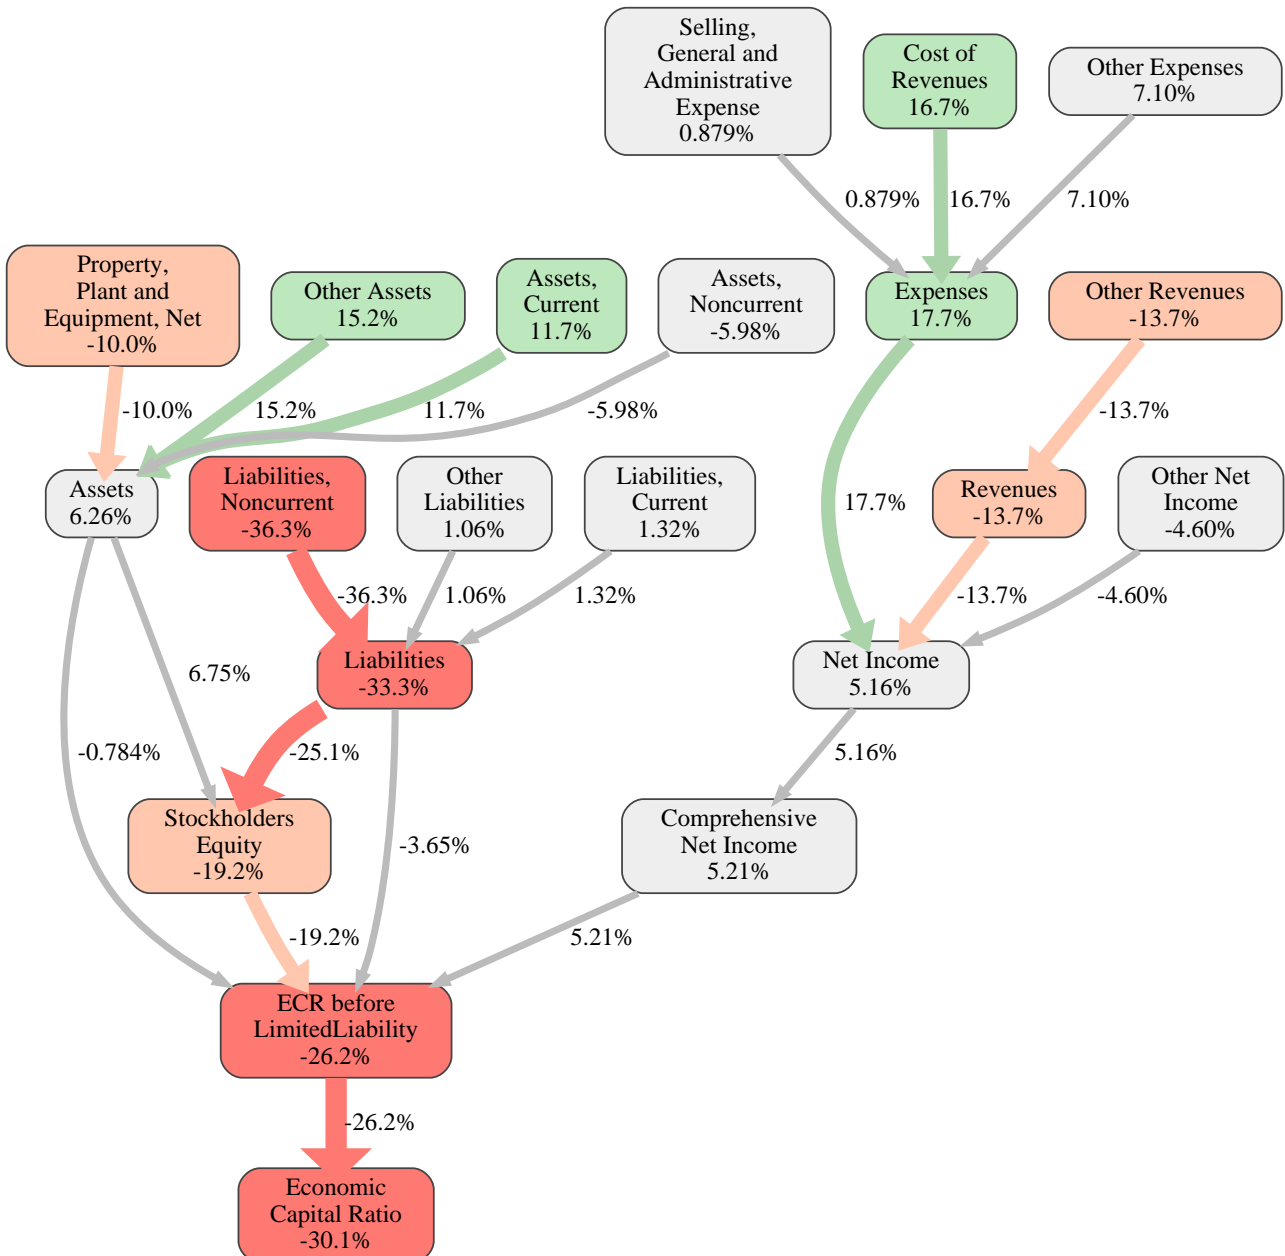 Selling,
General and
Administrative
Expense
0.879%
Cost of
Revenues
16.7%
Other Expenses
7.10%
0.879%
16.7%
7.10%
Property,
Plant and
Equipment, Net
-10.0%
Other Assets
15.2%
Assets,
Current
11.7%
Assets,
Noncurrent
-5.98%
Expenses
17.7%
Other Revenues
-13.7%
-10.0%
15.2%
11.7%
-5.98%
-13.7%
Assets
6.26%
Liabilities,
Noncurrent
-36.3%
Other
Liabilities
1.06%
Liabilities,
Current
1.32%
17.7%
Revenues
-13.7%
Other Net
Income
-4.60%
-36.3%
1.06%
1.32%
-13.7%
-4.60%
6.75%
Liabilities
-33.3%
Net Income
5.16%
-0.784%
-25.1%
5.16%
Stockholders
Equity
-19.2%
-3.65%
Comprehensive
Net Income
5.21%
-19.2%
5.21%
ECR before
LimitedLiability
-26.2%
-26.2%
Economic
Capital Ratio
-30.1%